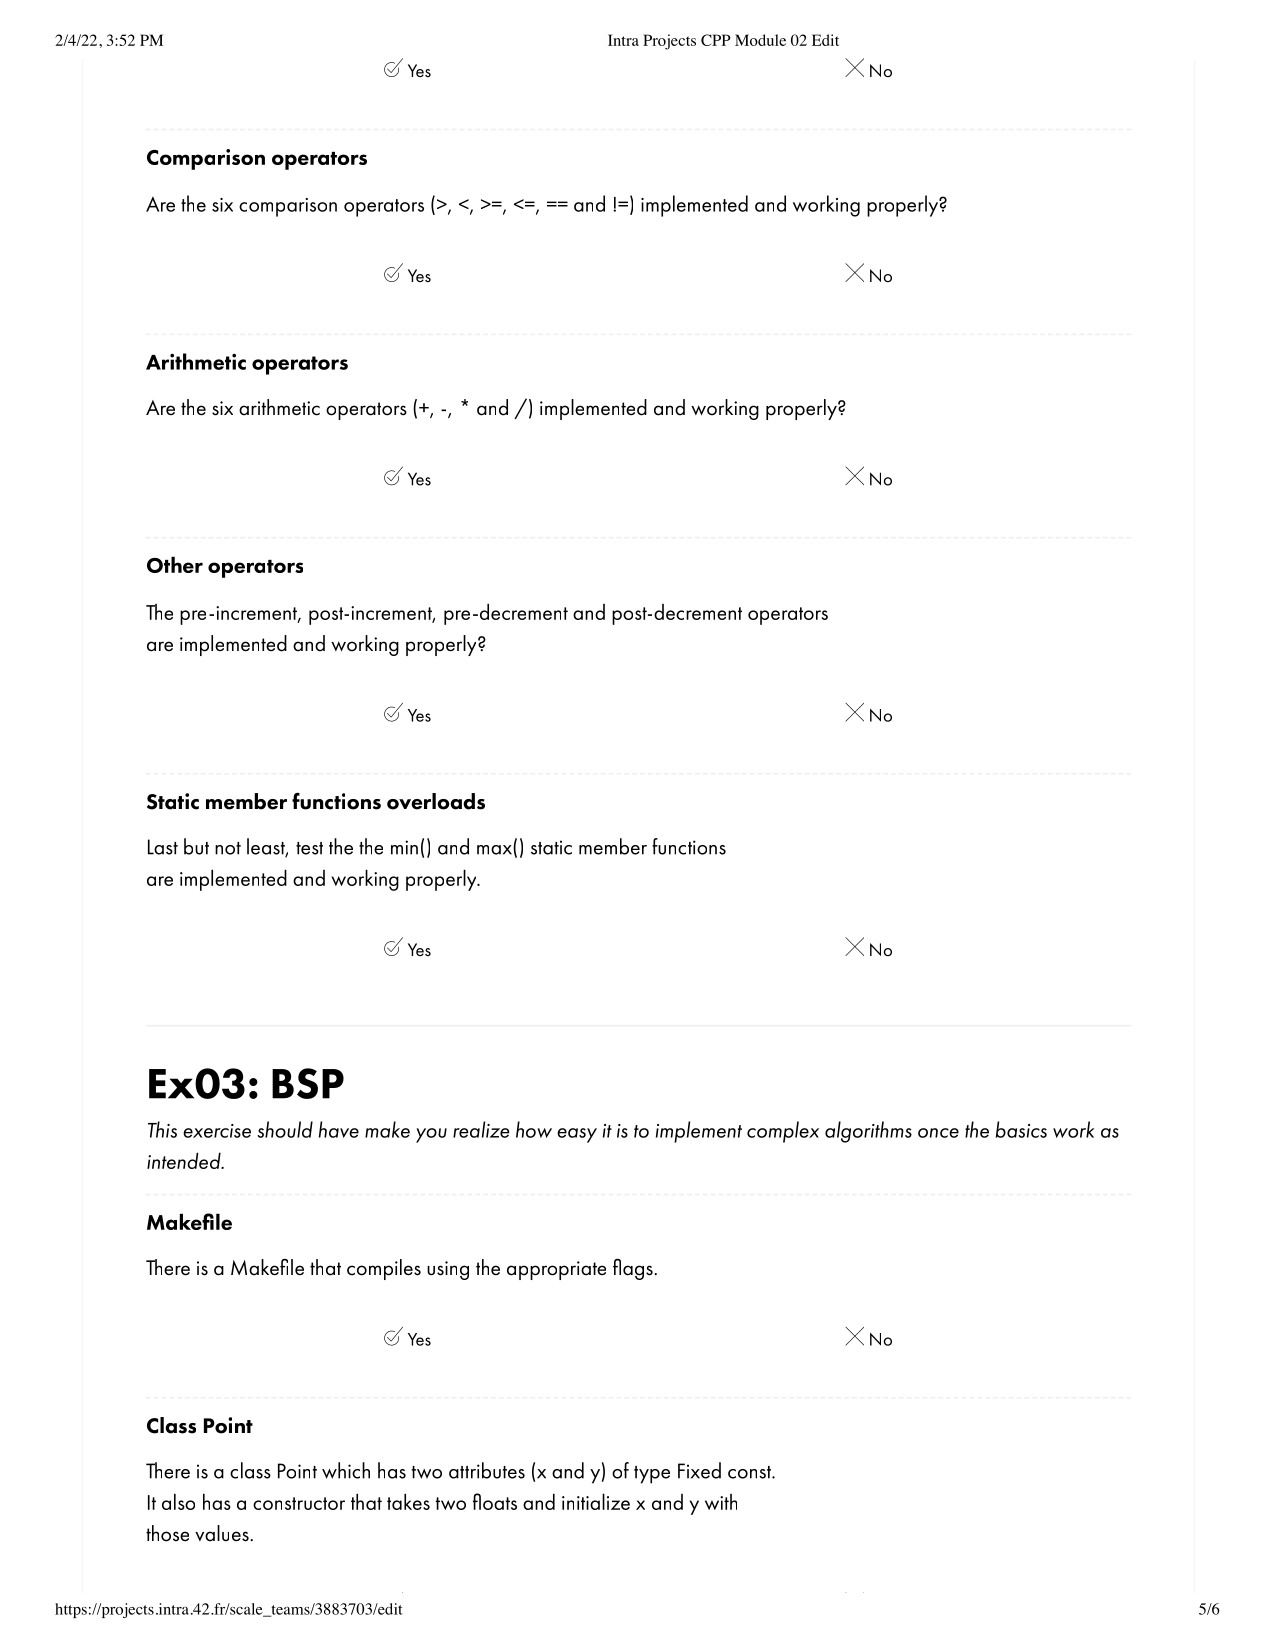 2/4/22, 3:52 PM Intra Projects CPP Module 02 Edit
Yes No
Comparison operators
Are the six comparison operators (>, <, >=, <=, == and !=) implemented and working properly?
Yes No
Arithmetic operators
Are the six arithmetic operators (+, -, * and /) implemented and working properly?
Yes No
Other operators
The pre-increment, post-increment, pre-decrement and post-decrement operators
are implemented and working properly?
Yes No
Static member functions overloads
Last but not least, test the the min() and max() static member functions
are implemented and working properly.
Yes No
Ex03: BSP
This exercise should have make you realize how easy it is to implement complex algorithms once the basics work as
intended.
Makefile
There is a Makefile that compiles using the appropriate flags.
Yes No
Class Point
There is a class Point which has two attributes (x and y) of type Fixed const.
It also has a constructor that takes two floats and initialize x and y with
those values.
https://projects.intra.42.fr/scale_teams/3883703/edit 5/6